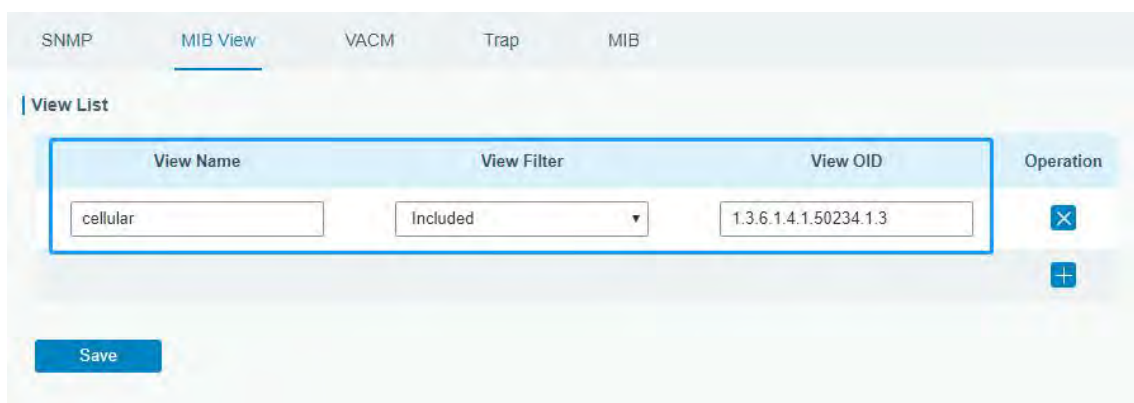 SNMP MIB View VACM Trap MIB
View List
View Name View Filter View OID Operation
cellular Included 1.3.6.1.4.1.50234.1.3
Save